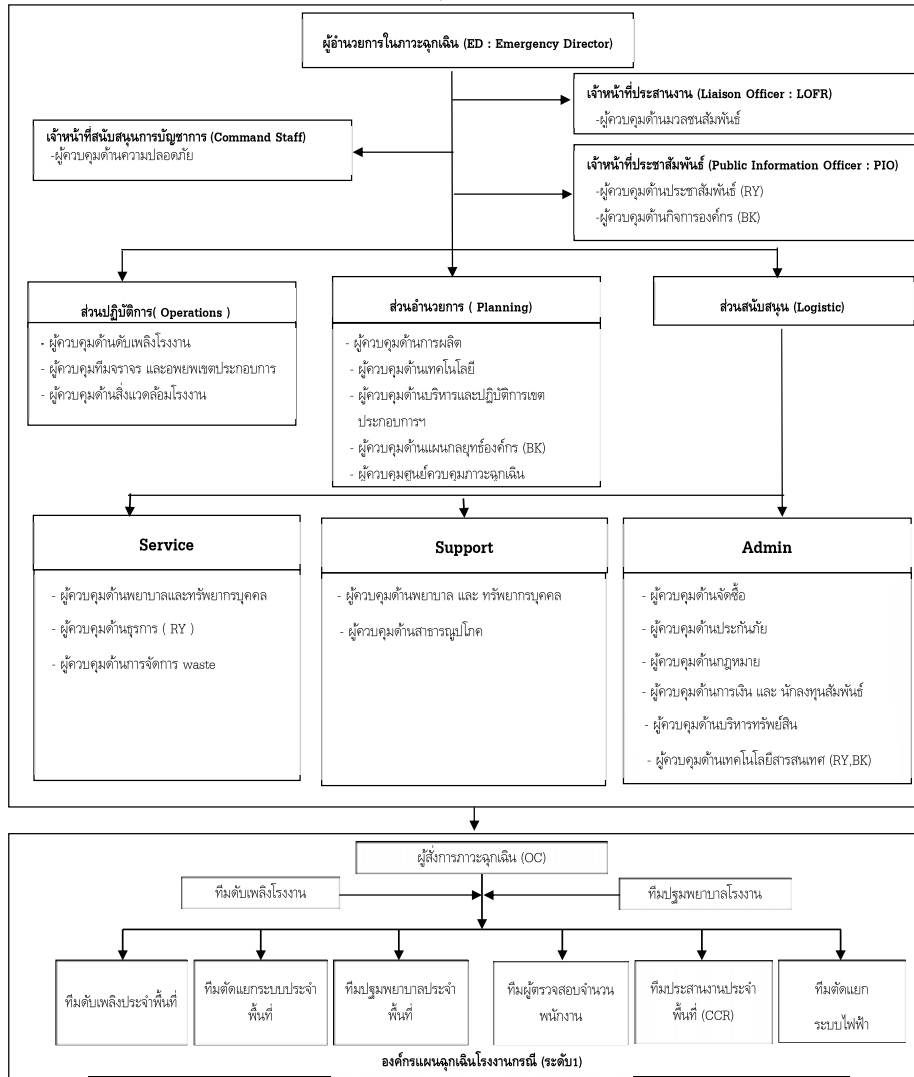 ผู้อำนวยการในภาวะฉุกเฉิน (ED : Emergency Director)
เจ้าหน้าที่ประสานงาน (Liaison Officer : LOFR)
-ผู้ควบคุมด้านมวลชนสัมพันธ์
เจ้าหน้าที่สนับสนุนการบัญชาการ (Command Staff)
-ผู้ควบคุมด้านความปลอดภัย
เจ้าหน้าที่ประชาสัมพันธ์ (Public Information Officer : PIO)
-ผู้ควบคุมด้านประชาสัมพันธ์ (RY)
-ผู้ควบคุมด้านกิจการองค์กร (BK)
ส่วนปฏิบัติการ( Operations )
- ผู้ควบคุมด้านดับเพลิงโรงงาน
- ผู้ควบคุมทีมจราจร และอพยพเขตประกอบการ
- ผู้ควบคุมด้านสิ่งแวดล้อมโรงงาน
ส่วนอำนวยการ ( Planning)
- ผู้ควบคุมด้านการผลิต
- ผู้ควบคุมด้านเทคโนโลยี
- ผู้ควบคุมด้านบริหารและปฏิบัติการเขต
ประกอบการฯ
- ผู้ควบคุมด้านแผนกลยุทธ์องค์กร (BK)
- ผู้ควบคุมศูนย์ควบคุมภาวะฉุกเฉิน
ส่วนสนับสนุน (Logistic)
Service
- ผู้ควบคุมด้านพยาบาลและทรัพยากรบุคคล
- ผู้ควบคุมด้านธุรการ ( RY )
- ผู้ควบคุมด้านการจัดการ waste
Support
- ผู้ควบคุมด้านพยาบาล และ ทรัพยากรบุคคล
- ผู้ควบคุมด้านสาธารณูปโภค
Admin
- ผู้ควบคุมด้านจัดซื้อ
- ผู้ควบคุมด้านประกันภัย
- ผู้ควบคุมด้านกฎหมาย
- ผู้ควบคุมด้านการเงิน และ นักลงทุนสัมพันธ์
- ผู้ควบคุมด้านบริหารทรัพย์สิน
- ผู้ควบคุมด้านเทคโนโลยีสารสนเทศ (RY,BK)
ผู้สั่งการภาวะฉุกเฉิน (OC)
ทีมดับเพลิงโรงงาน
ทีมปฐมพยาบาลโรงงาน
ทีมดับเพลิงประจำพื้นที่
ทีมตัดแยกระบบประจำ
พื้นที่
ทีมปฐมพยาบาลประจำ
พื้นที่
ทีมผู้ตรวจสอบจำนวน
พนักงาน
ทีมประสานงานประจำ
พื้นที่ (CCR)
ทีมตัดแยก
ระบบไฟฟ้า
องค์กรแผนฉุกเฉินโรงงานกรณี (ระดับ1)